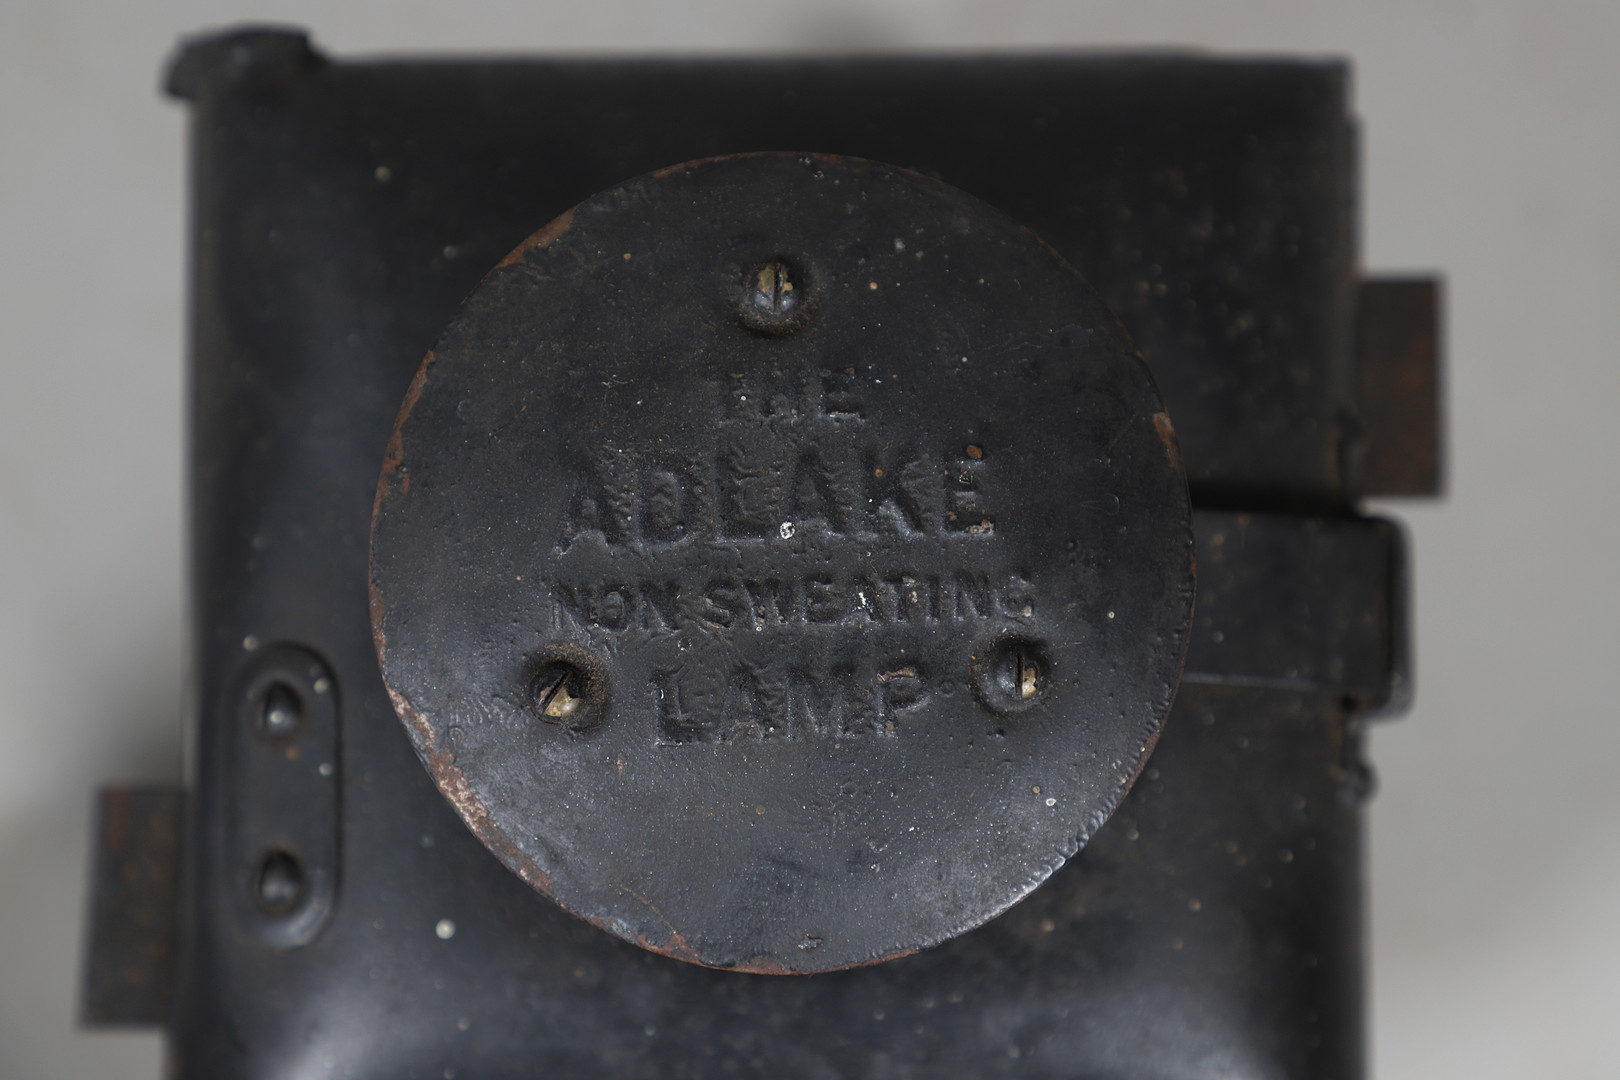 THE
ADLAKE
NON SWEATING
LAMP